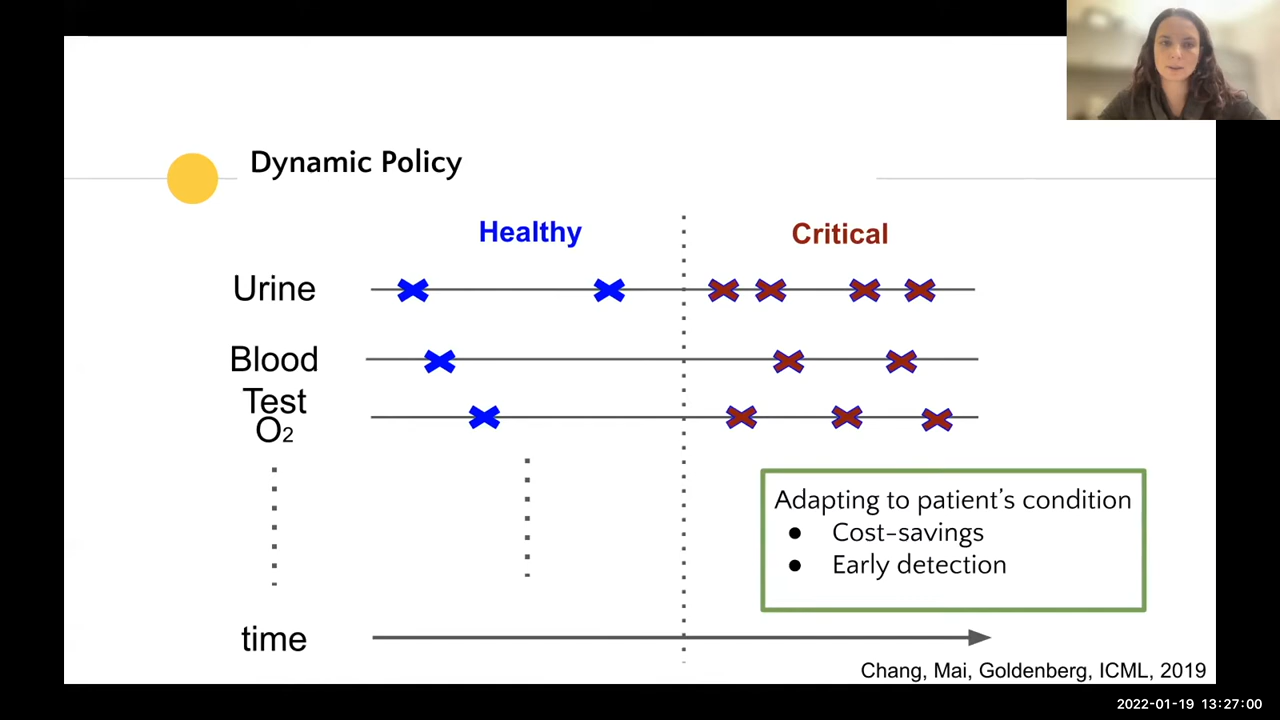 Dynamic Policy
Healthy
Critical
Urine
Blood
Test
O2
Adapting to patient's condition
● Cost-savings
● Early detection
time
Chang, Mai, Goldenberg, ICML, 2019
2022-01-19 13:27:00